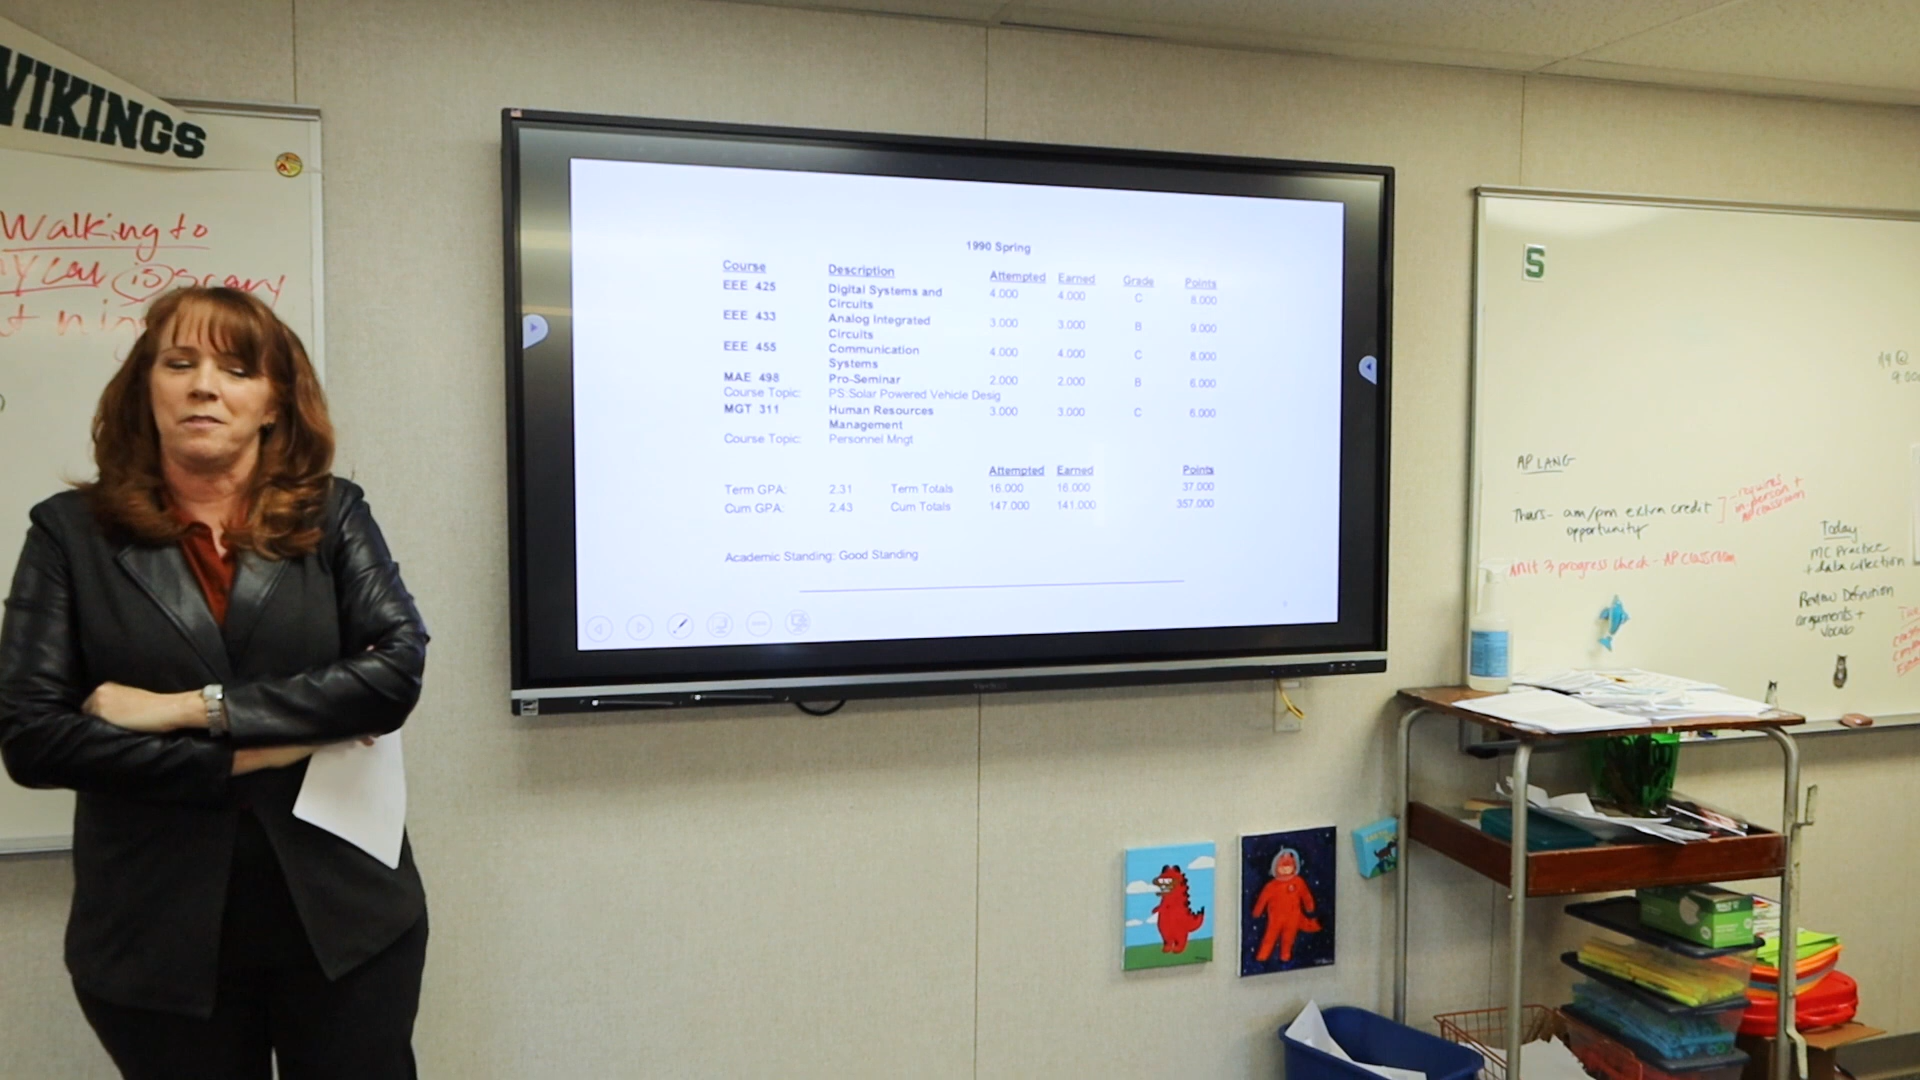 VIKINGS
Walking to
my car is scary
at nig
1990 Spring
Course Description Attempted Earned Grade Points
EEE 425 Digital Systems and Circuits 4.000 4.000 C 8.000
EEE 433 Analog Integrated Circuits 3.000 3.000 B 9.000
EEE 455 Communication Systems 4.000 4.000 C 8.000
MAE 498 Pro-Seminar 2.000 2.000 B 6.000
Course Topic: PS:Solar Powered Vehicle Desig
MGT 311 Human Resources Management 3.000 3.000 C 6.000
Course Topic: Personnel Mngt
Attempted Earned Points
Term GPA: 2.31 Term Totals 16.000 16.000 37.000
Cum GPA: 2.43 Cum Totals 147.000 141.000 357.000
Academic Standing: Good Standing
S
AP LANG
Thurs- am/pm extra credit
opportunity
-requires
in-person +
AP classroom
Unit 3 progress check - AP Classroom
Today
MC Practice
+ data collection
Review Definition
arguments +
vocab